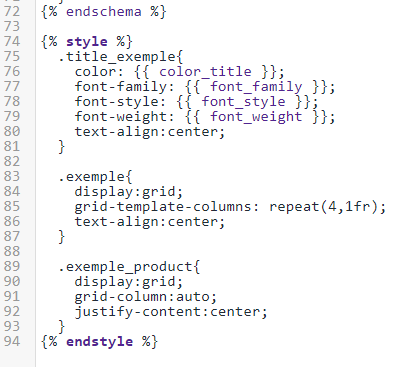 72 {% endschema %}
73
74 {% style %}
75 .title_exemple{
76 color: {{ color_title }};
77 font-family: {{ font_family }};
78 font-style: {{ font_style }};
79 font-weight: {{ font_weight }};
80 text-align:center;
81 }
82
83 .exemple{
84 display:grid;
85 grid-template-columns: repeat(4,1fr);
86 text-align:center;
87 }
88
89 .exemple_product{
90 display:grid;
91 grid-column:auto;
92 justify-content:center;
93 }
94 {% endstyle %}